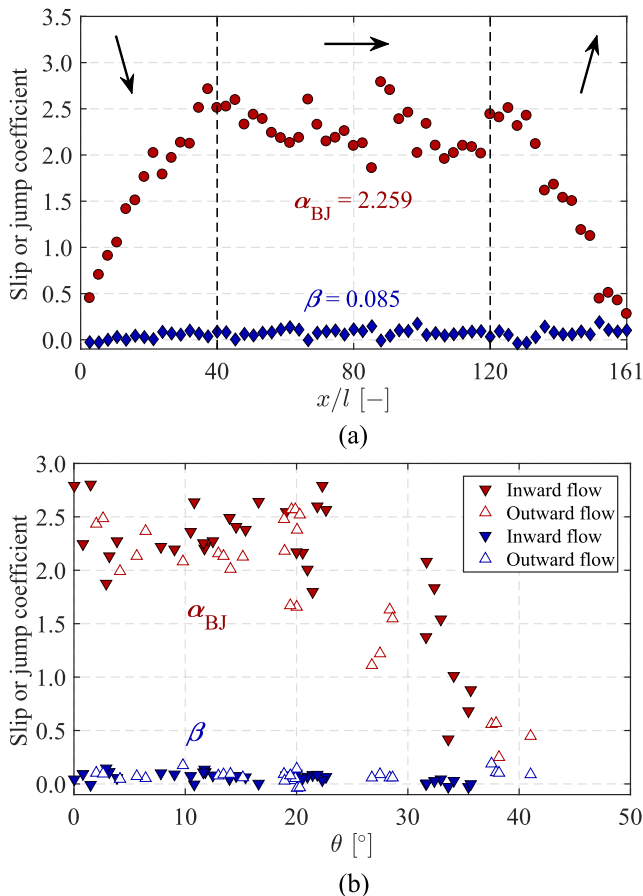 3.5
3.0
2.5
2.0
1.5
1.0
0.5
0.0
Slip or jump coefficient
α_BJ = 2.259
β = 0.085
0 40 80 120 161
x/l [−]
(a)
3.0
2.5
2.0
1.5
1.0
0.5
0.0
Slip or jump coefficient
Inward flow
Outward flow
Inward flow
Outward flow
α_BJ
β
0 10 20 30 40 50
θ [°]
(b)